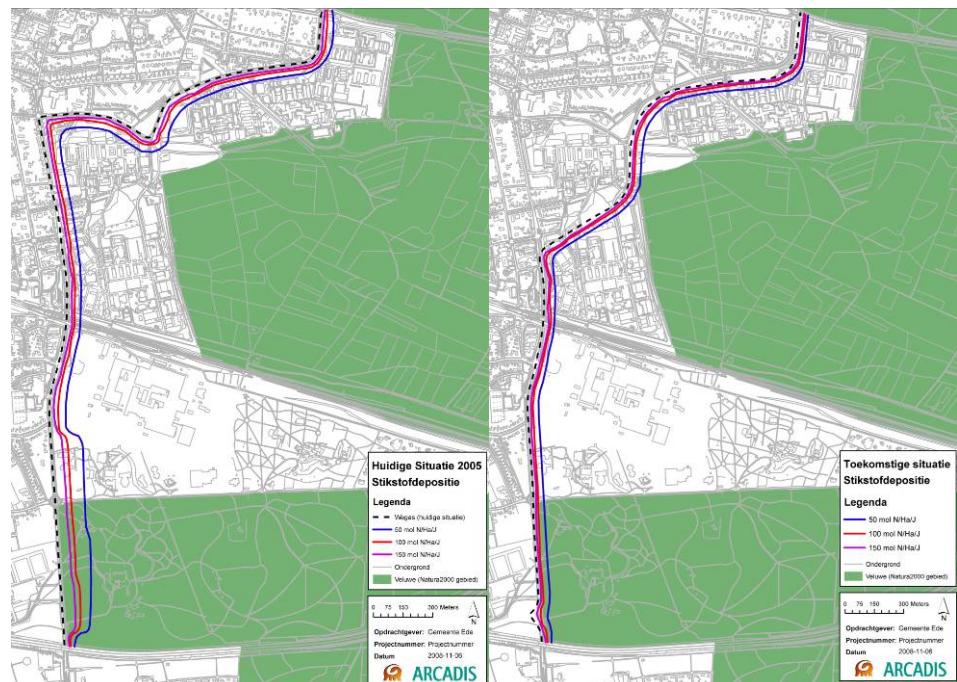 Huidige Situatie 2005
Stikstofdepositie
Legenda
Wegas (huidige situatie)
50 mol N/Ha/J
100 mol N/Ha/J
150 mol N/Ha/J
Ondergrond
Veluwe (Natura2000 gebied)
0 75 150 300 Meters
N
Opdrachtgever: Gemeente Ede
Projectnummer: Projectnummer
Datum 2008-11-06
ARCADIS
Toekomstige situatie
Stikstofdepositie
Legenda
50 mol N/Ha/J
100 mol N/Ha/J
150 mol N/Ha/J
Ondergrond
Veluwe (Natura2000 gebied)
0 75 150 300 Meters
N
Opdrachtgever: Gemeente Ede
Projectnummer: Projectnummer
Datum 2008-11-06
ARCADIS